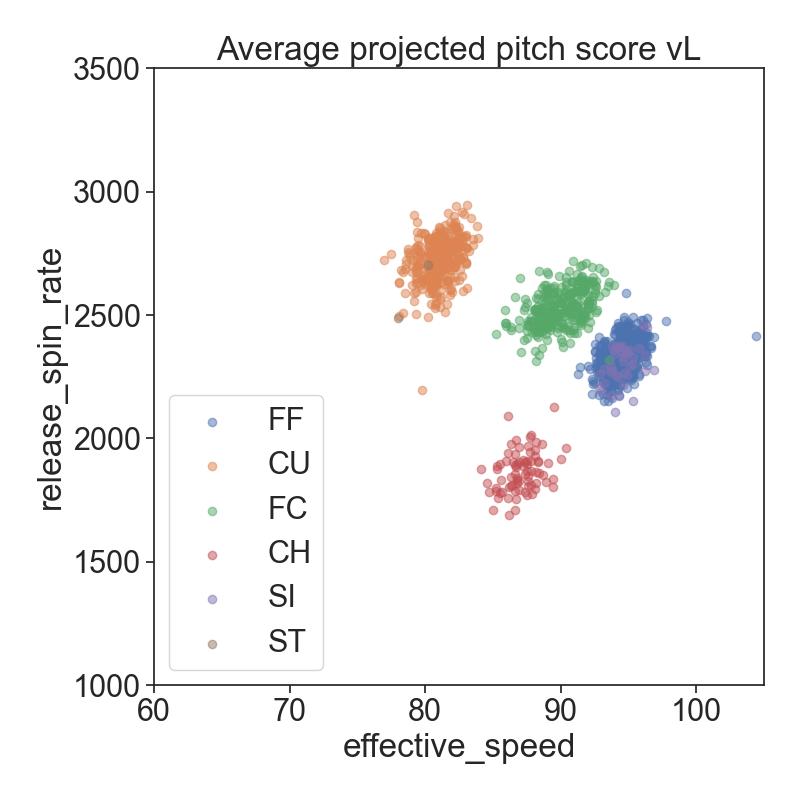 Average projected pitch score vL
3500
3000
2500
2000
1500
1000
release_spin_rate
FF
CU
FC
CH
SI
ST
60 70 80 90 100
effective_speed